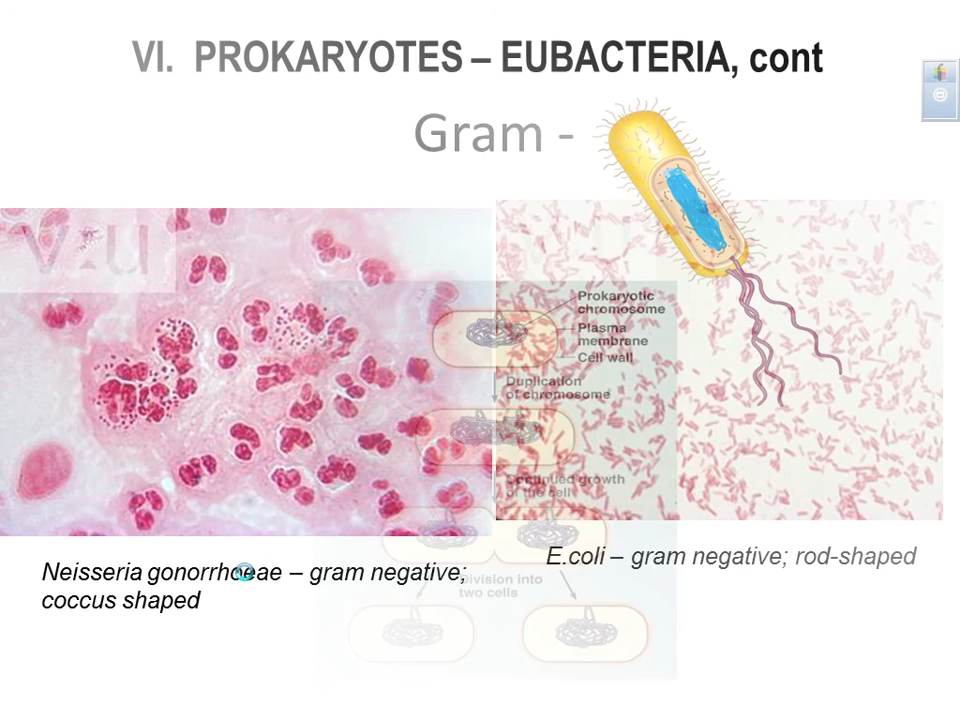 VI. PROKARYOTES – EUBACTERIA, cont
Gram -
Prokaryotic
chromosome
Plasma
membrane
Cell wall
Duplication
of chromosome
Continued growth
of the cell
Division into
two cells
E.coli – gram negative; rod-shaped
Neisseria gonorrhoeae – gram negative;
coccus shaped